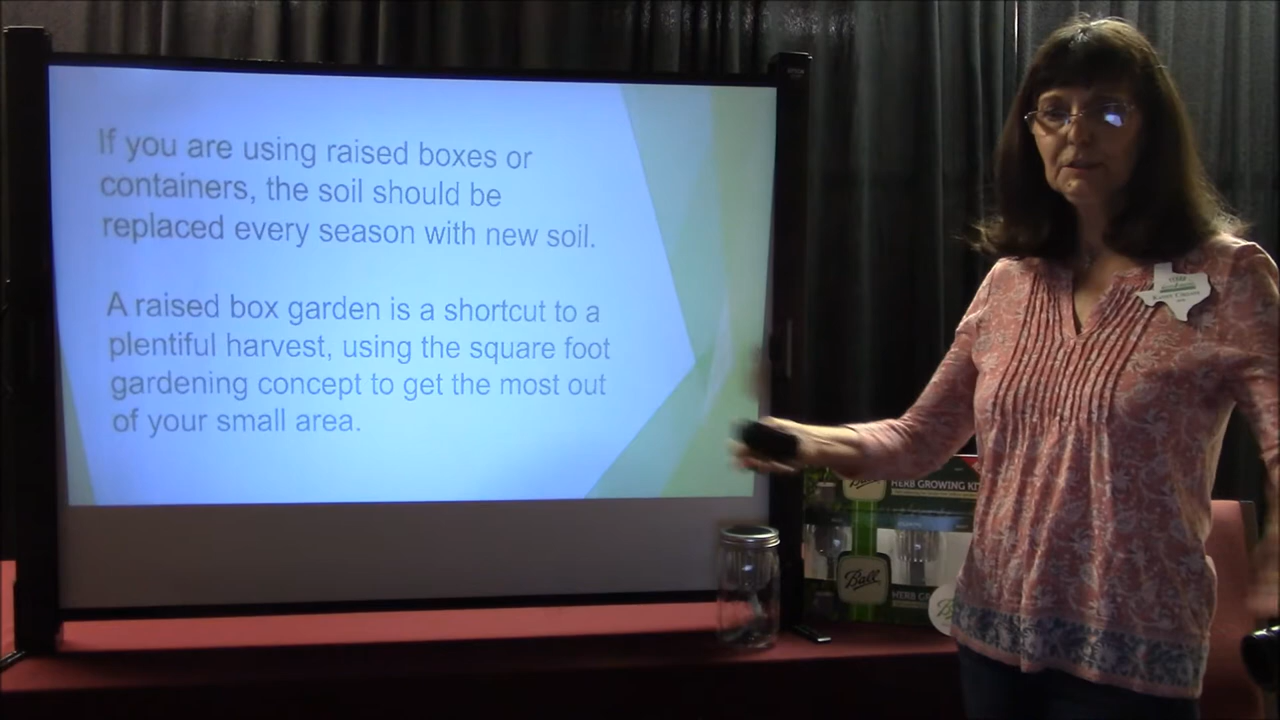 If you are using raised boxes or
containers, the soil should be
replaced every season with new soil.
A raised box garden is a shortcut to a
plentiful harvest, using the square foot
gardening concept to get the most out
of your small area.
Ball
HERB GROWING KIT
Ball
HERB GR